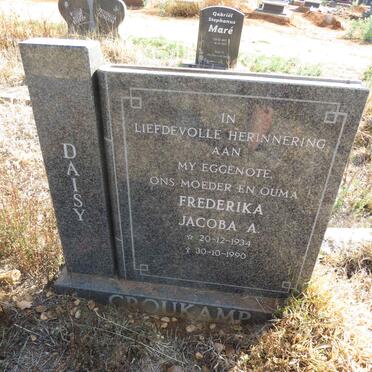 Gabriël
Stephanus
Maré
DAISY
IN
LIEFDEVOLLE HERINNERING
AAN
MY EGGENOTE,
ONS MOEDER EN OUMA
FREDERIKA
JACOBA A.
☆ 20-12-1934
✝ 30-10-1990
GROUKAMP